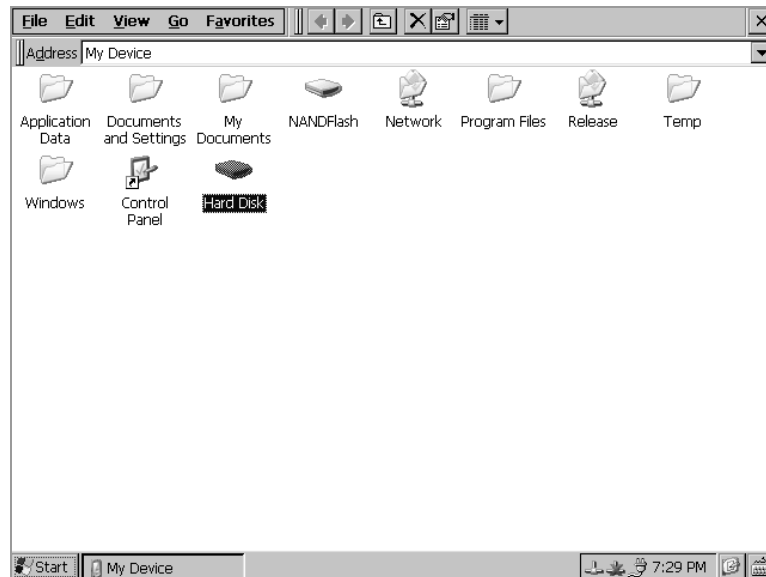 File Edit View Go Favorites
Address My Device
Application Data
Documents and Settings
My Documents
NANDFlash
Network
Program Files
Release
Temp
Windows
Control Panel
Hard Disk
Start My Device 7:29 PM